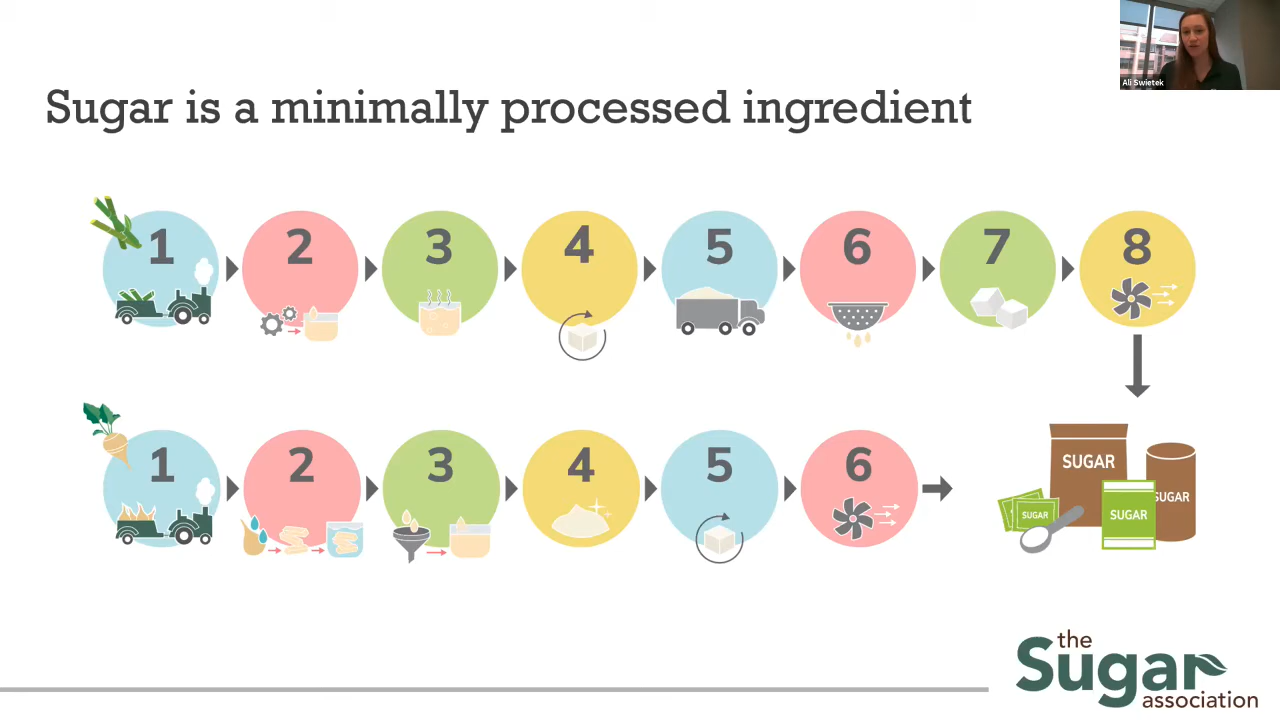 Ali Swietek
Sugar is a minimally processed ingredient
1
2
3
4
5
6
7
8
1
2
3
4
5
6
SUGAR
SUGAR
SUGAR
SUGAR
the
Sugar
association